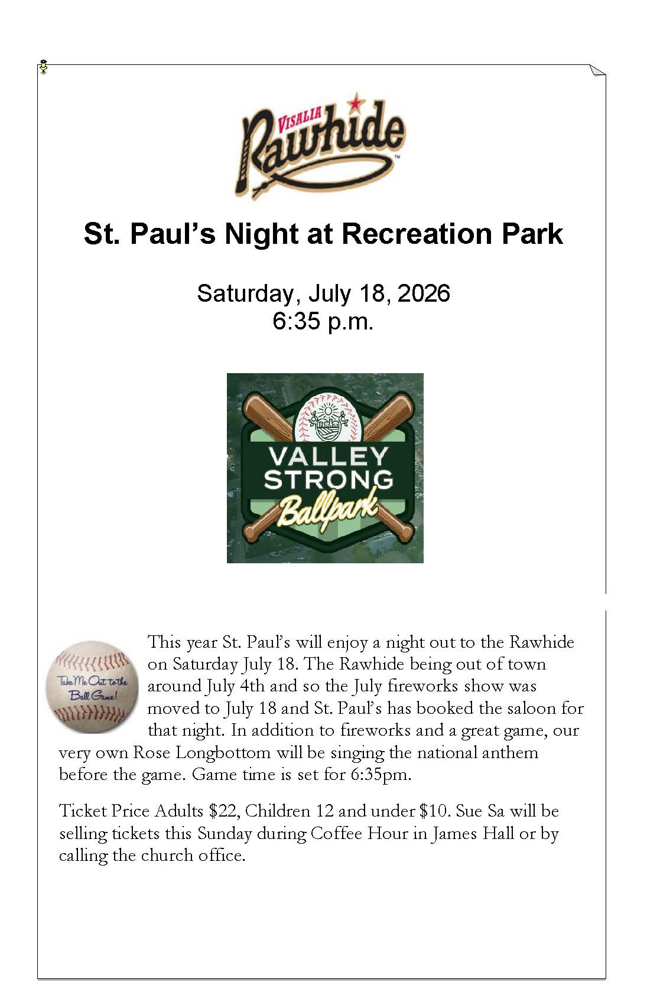 VISALIA
Rawhide
TM
St. Paul’s Night at Recreation Park
Saturday, July 18, 2026
6:35 p.m.
VALLEY
STRONG
Ballpark
Take Me Out to the
Ball Game!
This year St. Paul’s will enjoy a night out to the Rawhide
on Saturday July 18. The Rawhide being out of town
around July 4th and so the July fireworks show was
moved to July 18 and St. Paul’s has booked the saloon for
that night. In addition to fireworks and a great game, our
very own Rose Longbottom will be singing the national anthem
before the game. Game time is set for 6:35pm.
Ticket Price Adults $22, Children 12 and under $10. Sue Sa will be
selling tickets this Sunday during Coffee Hour in James Hall or by
calling the church office.